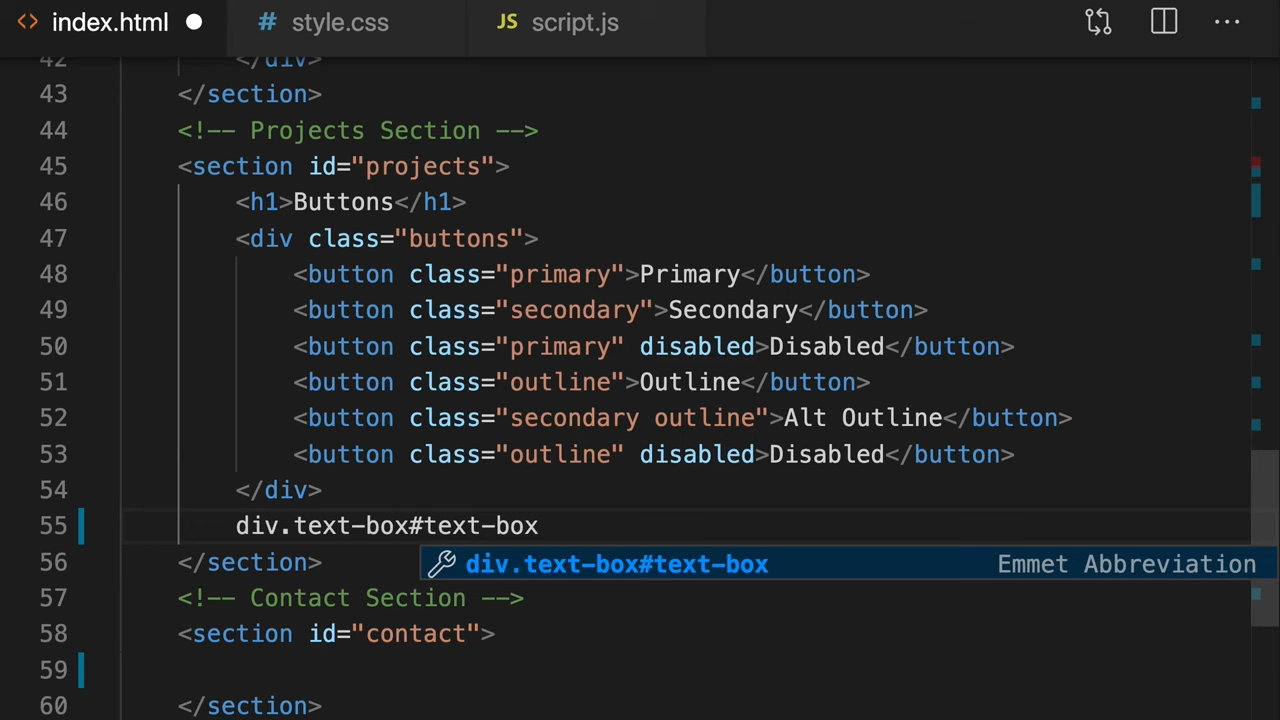 <> index.html # style.css JS script.js ...
42 </div>
43 </section>
44 <!-- Projects Section -->
45 <section id="projects">
46 <h1>Buttons</h1>
47 <div class="buttons">
48 <button class="primary">Primary</button>
49 <button class="secondary">Secondary</button>
50 <button class="primary" disabled>Disabled</button>
51 <button class="outline">Outline</button>
52 <button class="secondary outline">Alt Outline</button>
53 <button class="outline" disabled>Disabled</button>
54 </div>
55 div.text-box#text-box
56 </section> div.text-box#text-box Emmet Abbreviation
57 <!-- Contact Section -->
58 <section id="contact">
59
60 </section>